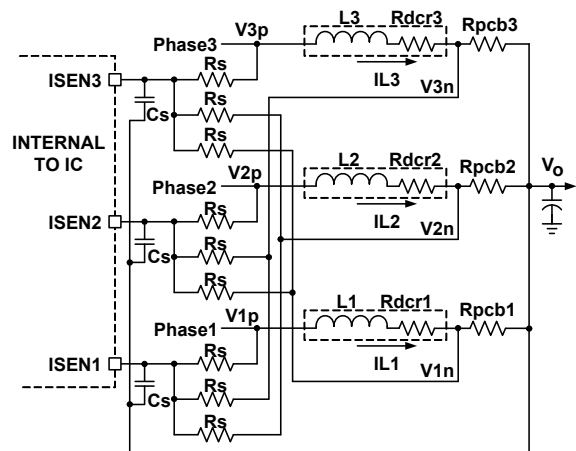 V3p L3 Rdcr3 Rpcb3
Phase3
Rs
ISEN3
IL3
V3n
Rs
Cs
Rs
INTERNAL
TO IC
V2p L2 Rdcr2 Rpcb2
Vo
Phase2
Rs
ISEN2
IL2
V2n
Rs
Cs
Rs
V1p L1 Rdcr1 Rpcb1
Phase1
Rs
ISEN1
IL1
V1n
Rs
Cs
Rs